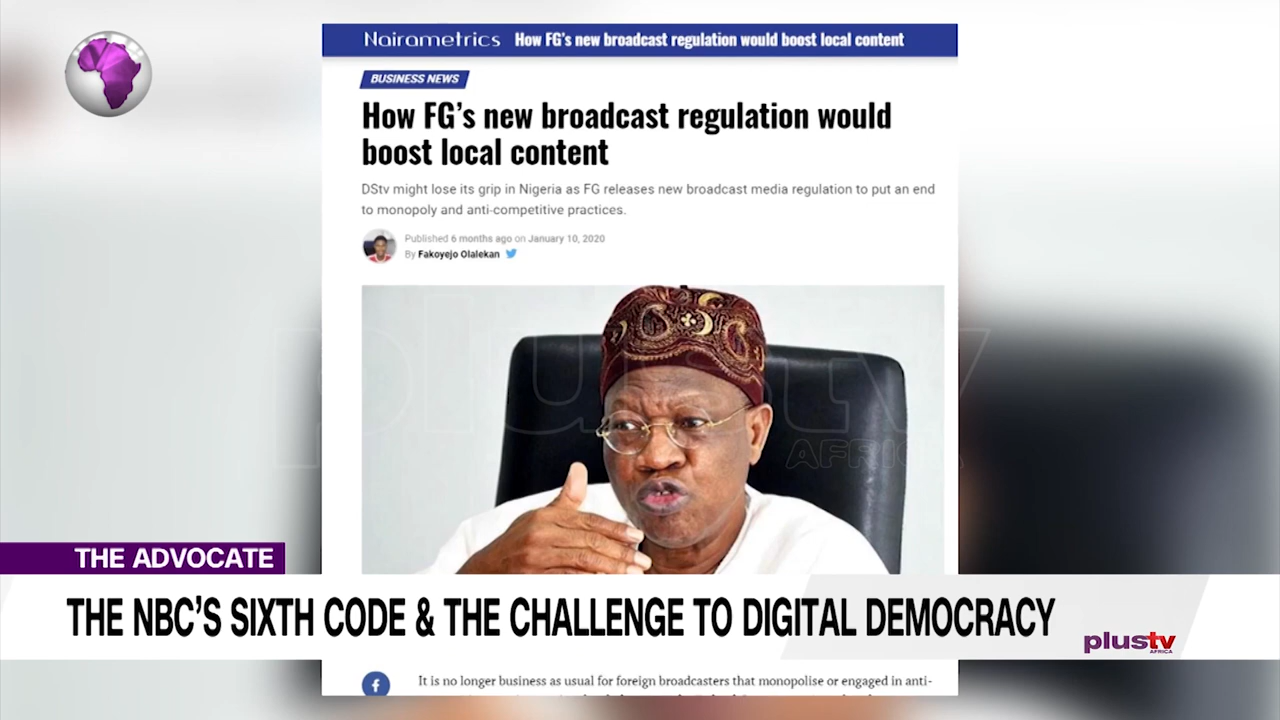 Nairametrics How FG's new broadcast regulation would boost local content
BUSINESS NEWS
How FG's new broadcast regulation would
boost local content
DStv might lose its grip in Nigeria as FG releases new broadcast media regulation to put an end
to monopoly and anti-competitive practices.
Published 6 months ago on January 10, 2020
By Fakoyejo Olalekan
plustv
AFRICA
THE ADVOCATE
THE NBC'S SIXTH CODE & THE CHALLENGE TO DIGITAL DEMOCRACY
plustv
AFRICA
It is no longer business as usual for foreign broadcasters that monopolise or engaged in anti-